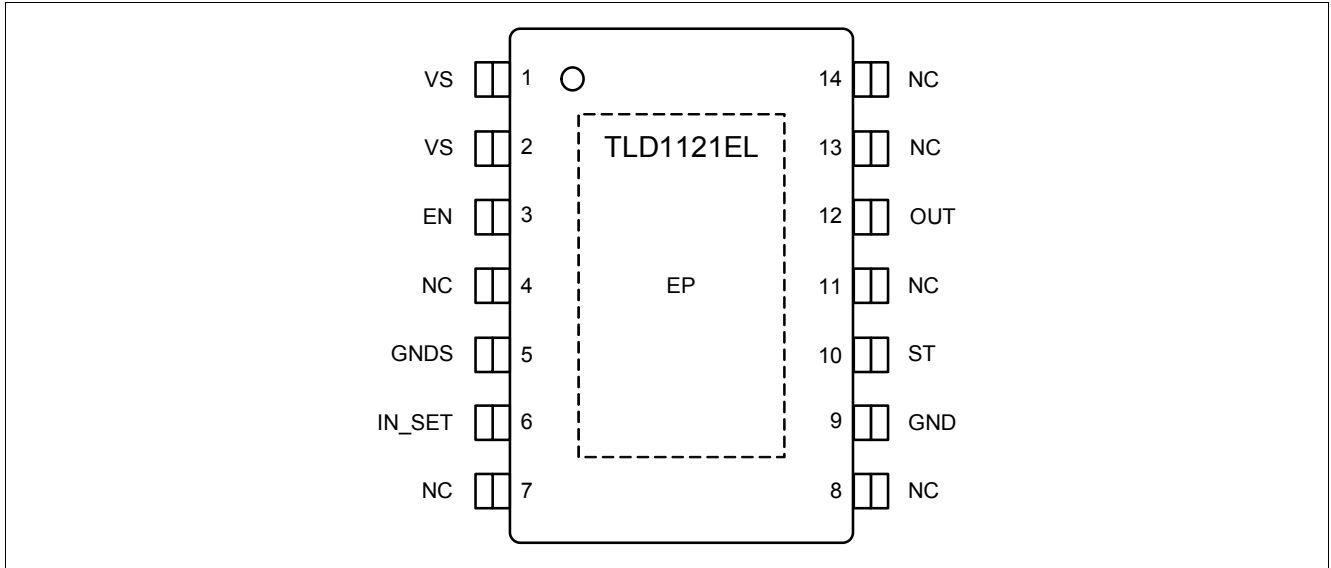 VS 1 14 NC
TLD1121EL
VS 2 13 NC
EN 3 12 OUT
NC 4 EP 11 NC
GNDS 5 10 ST
IN_SET 6 9 GND
NC 7 8 NC